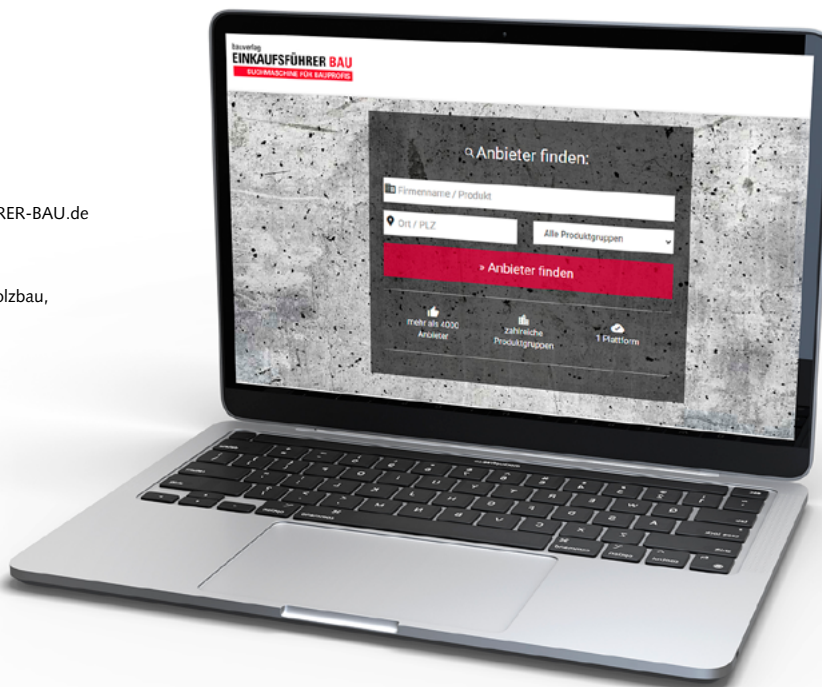 RER-BAU.de
olzbau,
bauverlag
EINKAUFSFÜHRER BAU
SUCHMASCHINE FÜR BAUPROFIS
Anbieter finden:
Firmenname / Produkt
Ort / PLZ
Alle Produktgruppen
» Anbieter finden
mehr als 4000
Anbieter
zahlreiche
Produktgruppen
1 Plattform